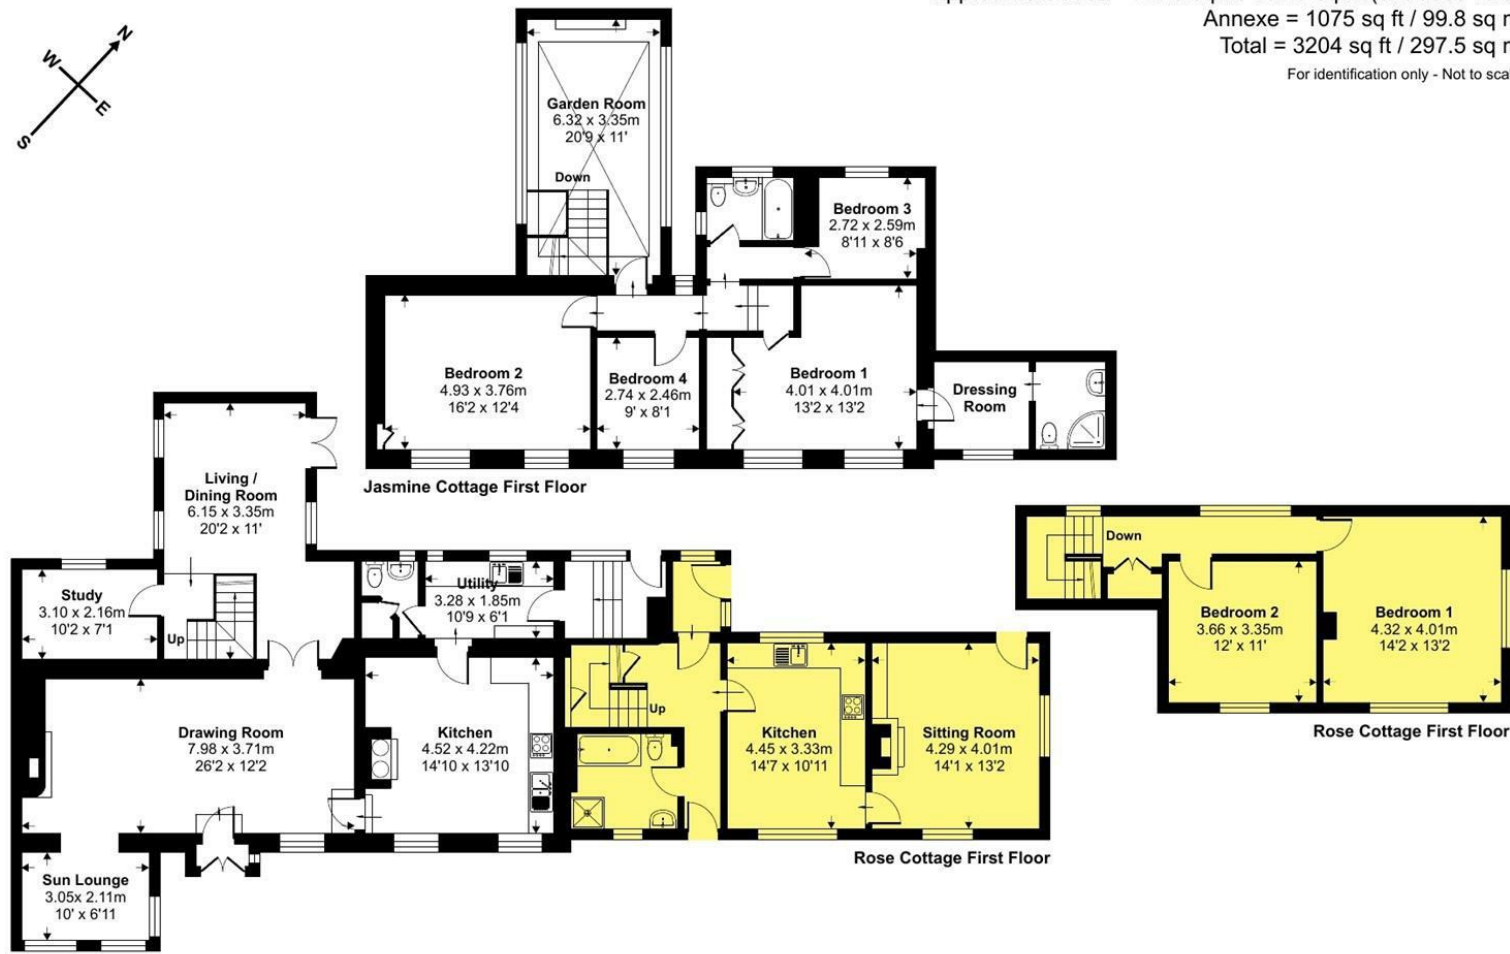 Annexe = 1075 sq ft / 99.8 sq
Total = 3204 sq ft / 297.5 sq
For identification only - Not to
N
W
E
S
Garden Room
6.32 x 3.35m
20'9 x 11'
Down
Bedroom 3
2.72 x 2.59m
8'11 x 8'6
Bedroom 2
4.93 x 3.76m
16'2 x 12'4
Bedroom 4
2.74 x 2.46m
9' x 8'1
Bedroom 1
4.01 x 4.01m
13'2 x 13'2
Dressing
Room
Jasmine Cottage First Floor
Living /
Dining Room
6.15 x 3.35m
20'2 x 11'
Study
3.10 x 2.16m
10'2 x 7'1
Up
Utility
3.28 x 1.85m
10'9 x 6'1
Down
Bedroom 2
3.66 x 3.35m
12' x 11'
Bedroom 1
4.32 x 4.01m
14'2 x 13'2
Rose Cottage First Floor
Drawing Room
7.98 x 3.71m
26'2 x 12'2
Kitchen
4.52 x 4.22m
14'10 x 13'10
Up
Kitchen
4.45 x 3.33m
14'7 x 10'11
Sitting Room
4.29 x 4.01m
14'1 x 13'2
Rose Cottage First Floor
Sun Lounge
3.05x 2.11m
10' x 6'11